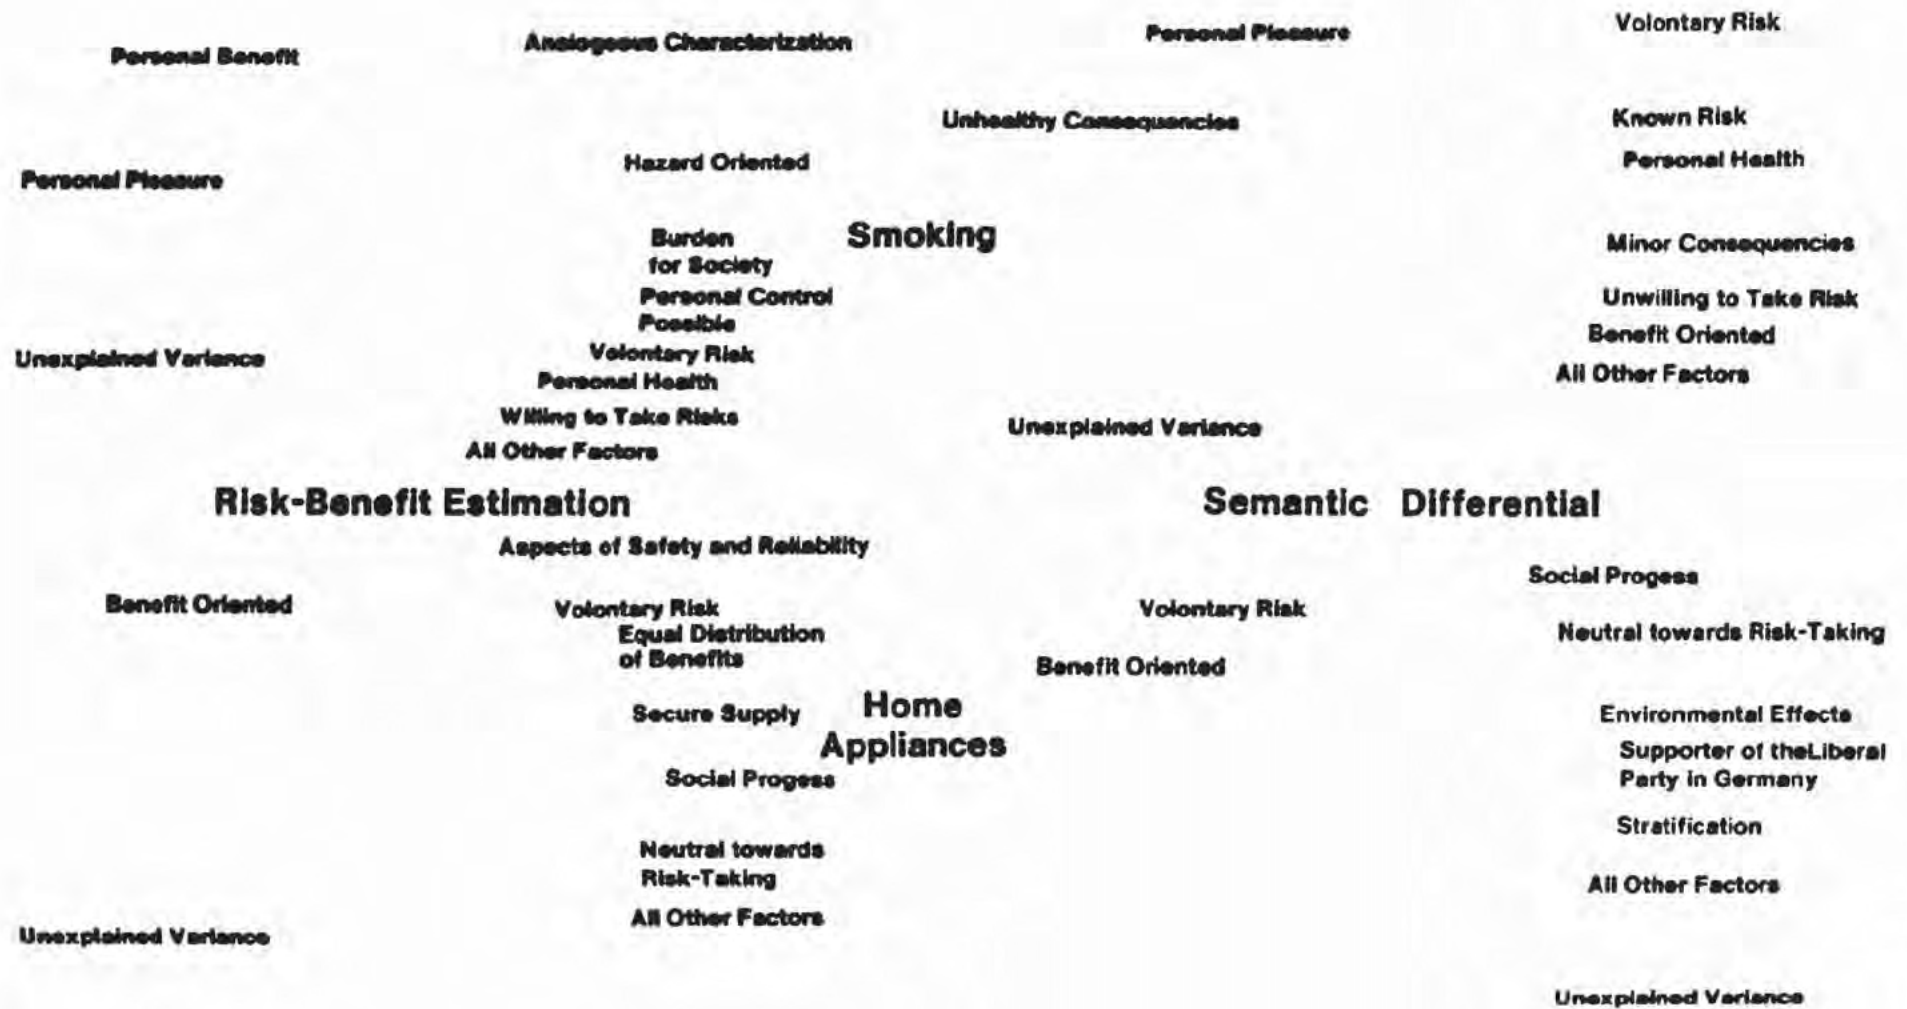 Personal Benefit
Analogeous Characterization
Personal Pleasure
Volontary Risk
Unhealthy Consequencies
Known Risk
Hazard Oriented
Personal Health
Personal Pleasure
Burden
for Society
Smoking
Minor Consequencies
Personal Control
Possible
Unwilling to Take Risk
Benefit Oriented
Unexplained Variance
Volontary Risk
All Other Factors
Personal Health
Willing to Take Risks
Unexplained Variance
All Other Factors
Risk-Benefit Estimation
Semantic Differential
Aspects of Safety and Reliability
Social Progess
Benefit Oriented
Volontary Risk
Volontary Risk
Equal Distribution
of Benefits
Neutral towards Risk-Taking
Benefit Oriented
Secure Supply
Home
Appliances
Environmental Effects
Supporter of theLiberal
Party in Germany
Social Progess
Stratification
Neutral towards
Risk-Taking
All Other Factors
All Other Factors
Unexplained Variance
Unexplained Variance